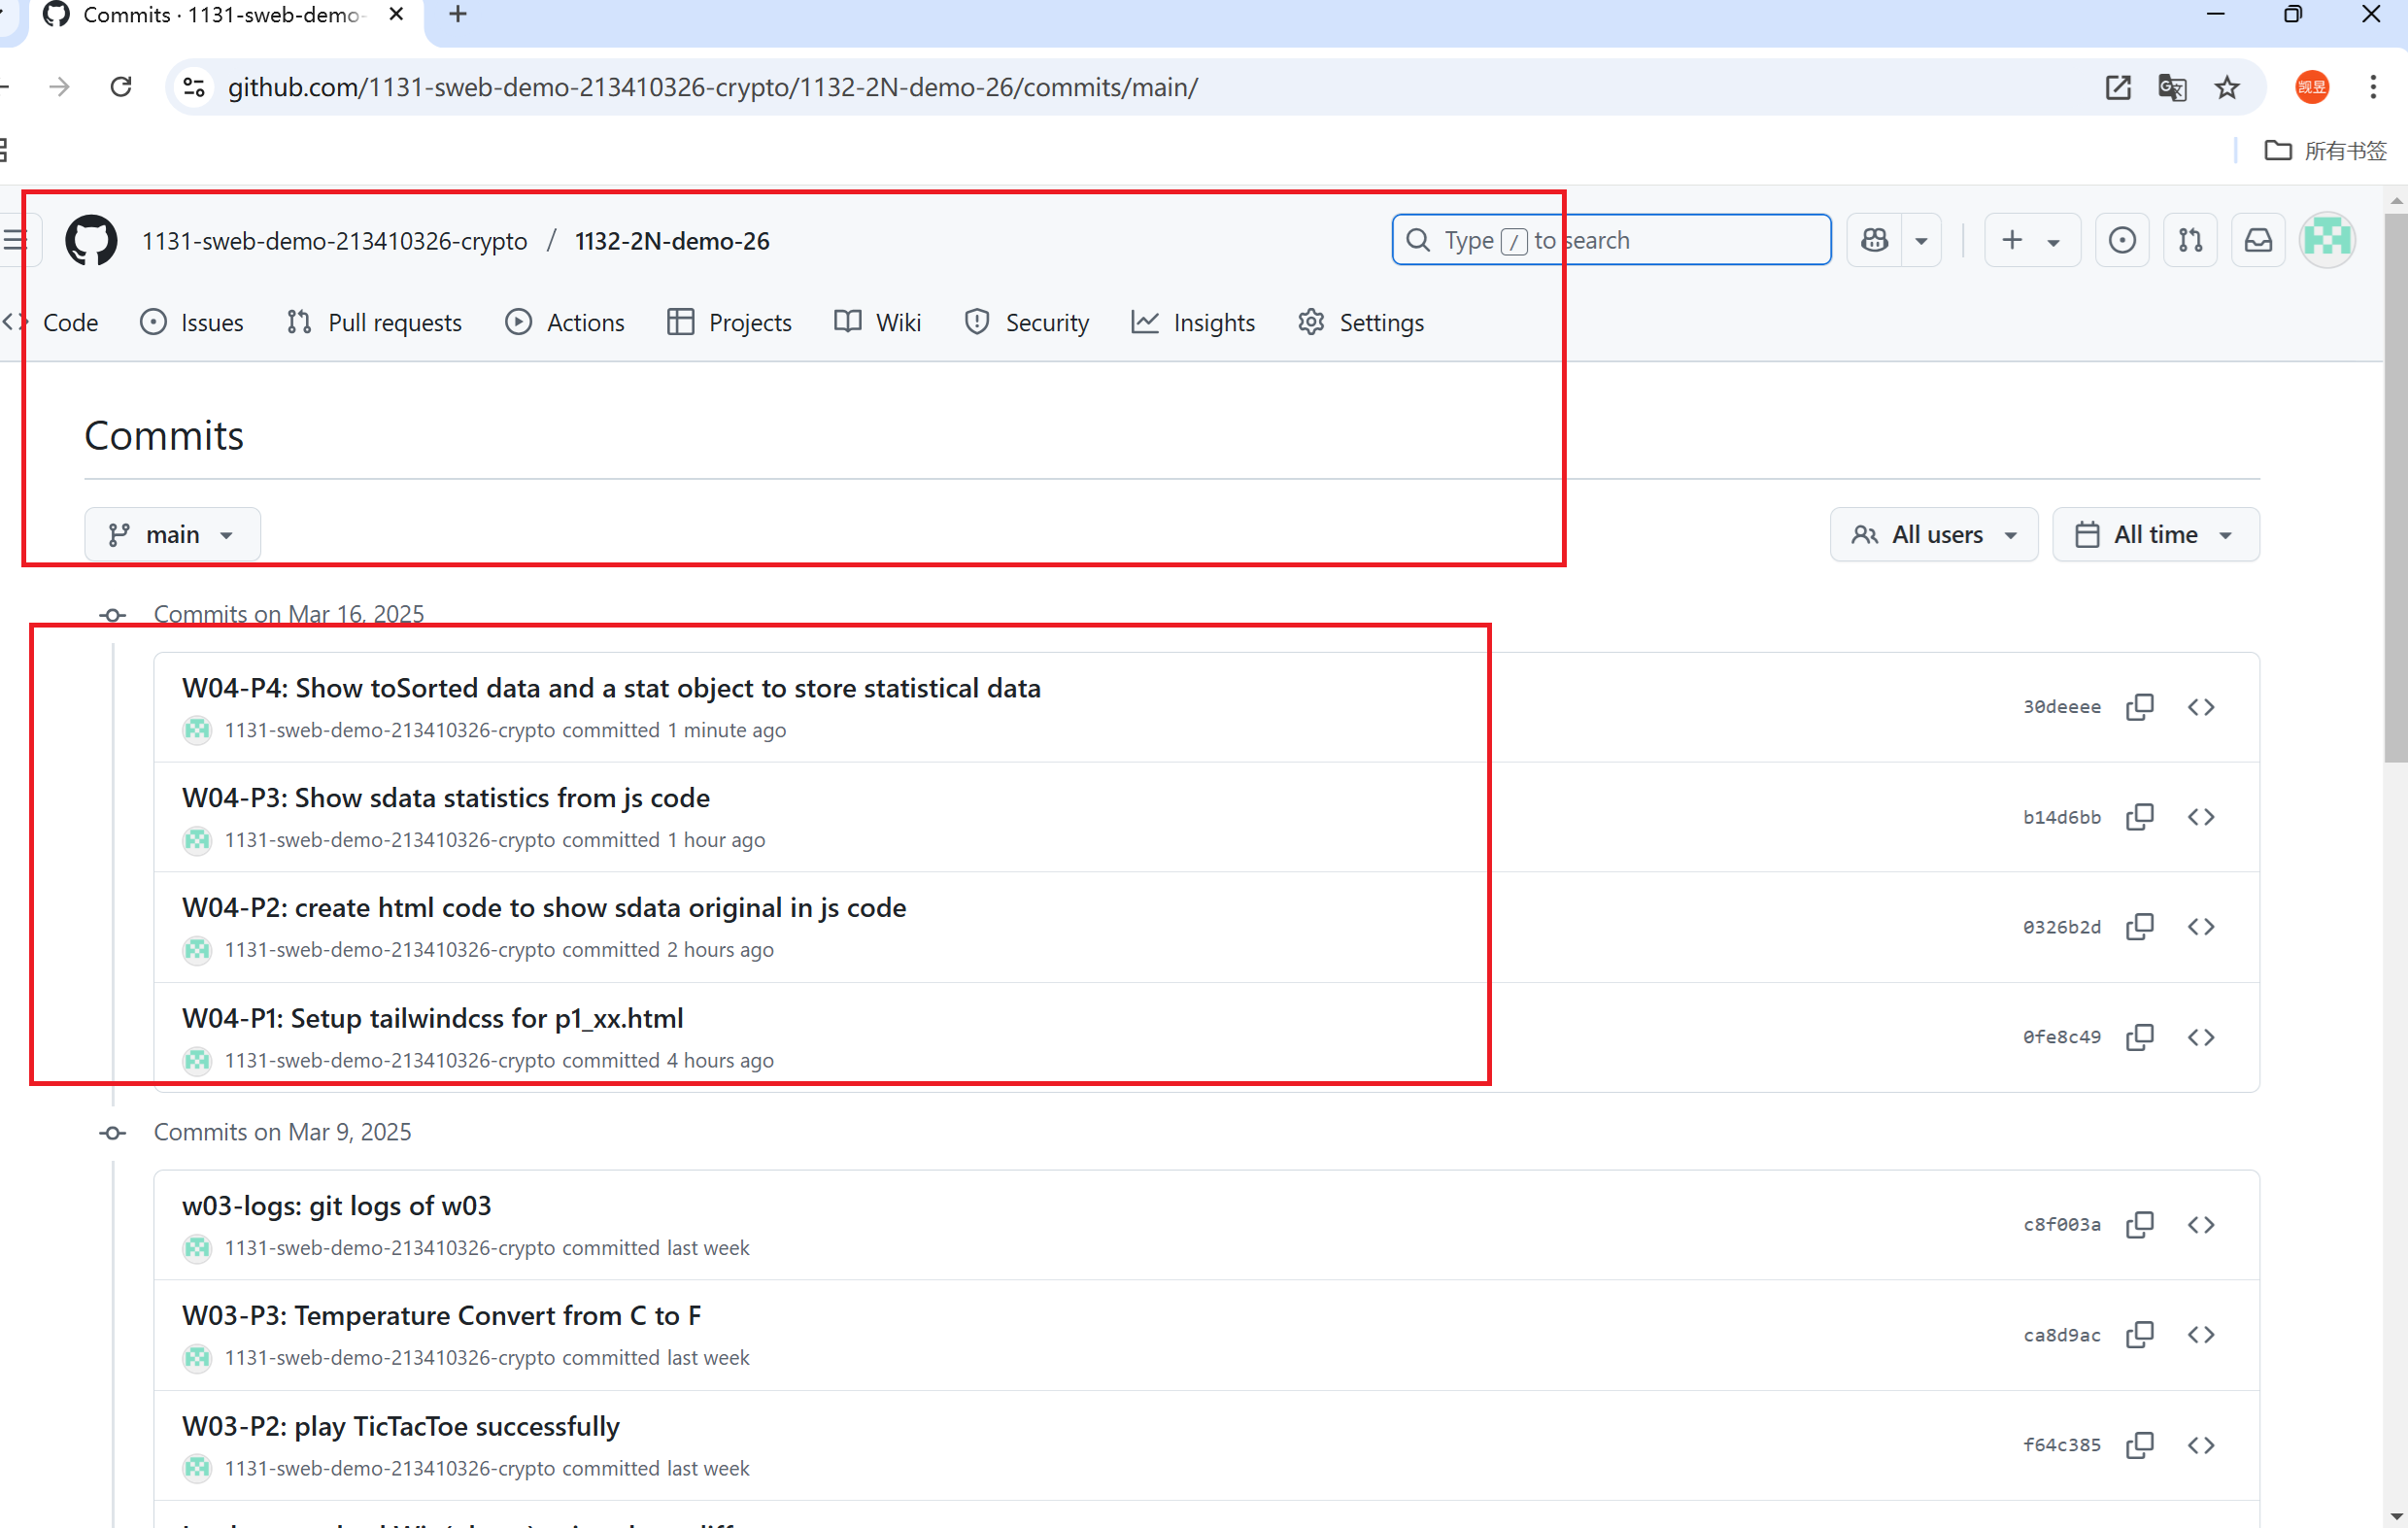 Commits · 1131-sweb-demo-
github.com/1131-sweb-demo-213410326-crypto/1132-2N-demo-26/commits/main/
觊昱
所有书签
1131-sweb-demo-213410326-crypto / 1132-2N-demo-26
Type / to search
Code Issues Pull requests Actions Projects Wiki Security Insights Settings
Commits
main All users All time
Commits on Mar 16, 2025
W04-P4: Show toSorted data and a stat object to store statistical data
1131-sweb-demo-213410326-crypto committed 1 minute ago
30deeee
W04-P3: Show sdata statistics from js code
1131-sweb-demo-213410326-crypto committed 1 hour ago
b14d6bb
W04-P2: create html code to show sdata original in js code
1131-sweb-demo-213410326-crypto committed 2 hours ago
0326b2d
W04-P1: Setup tailwindcss for p1_xx.html
1131-sweb-demo-213410326-crypto committed 4 hours ago
0fe8c49
Commits on Mar 9, 2025
w03-logs: git logs of w03
1131-sweb-demo-213410326-crypto committed last week
c8f003a
W03-P3: Temperature Convert from C to F
1131-sweb-demo-213410326-crypto committed last week
ca8d9ac
W03-P2: play TicTacToe successfully
1131-sweb-demo-213410326-crypto committed last week
f64c385